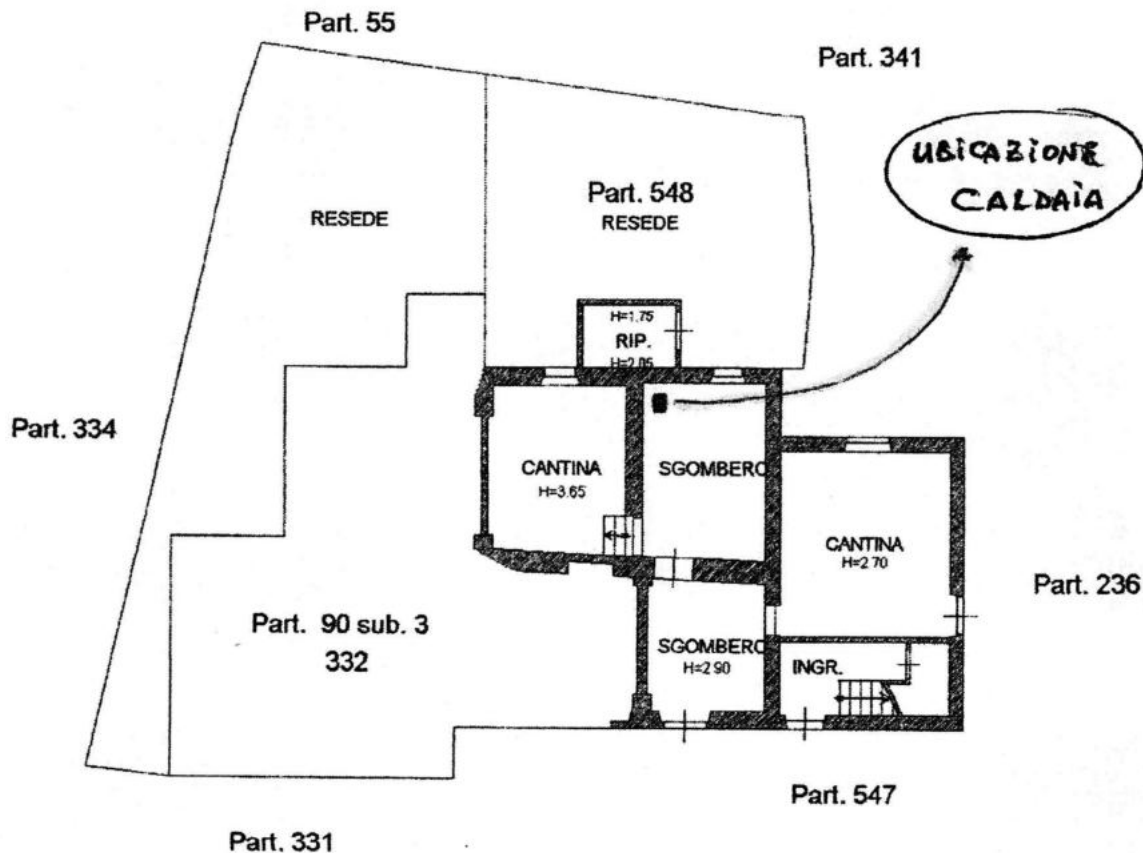 Part. 55
Part. 341
UBICAZIONE
CALDAIA
Part. 548
RESEDE
RESEDE
H=1.75
RIP.
H=2.05
Part. 334
CANTINA
H=3.65
SGOMBERO
CANTINA
H=2.70
Part. 236
Part. 90 sub. 3
332
SGOMBERO
H=2.90
INGR.
Part. 547
Part. 331